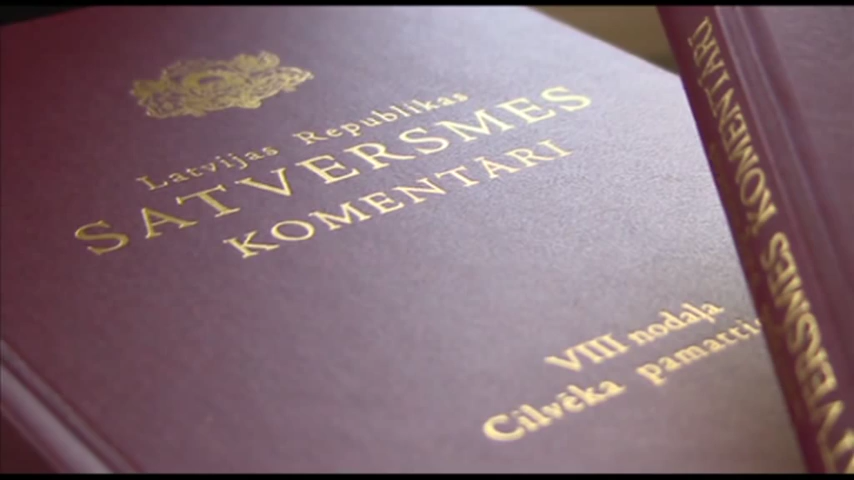 Latvijas Republikas
SATVERSMES
KOMENTĀRI
VIII nodaļa
Cilvēka
KOMENTĀRI